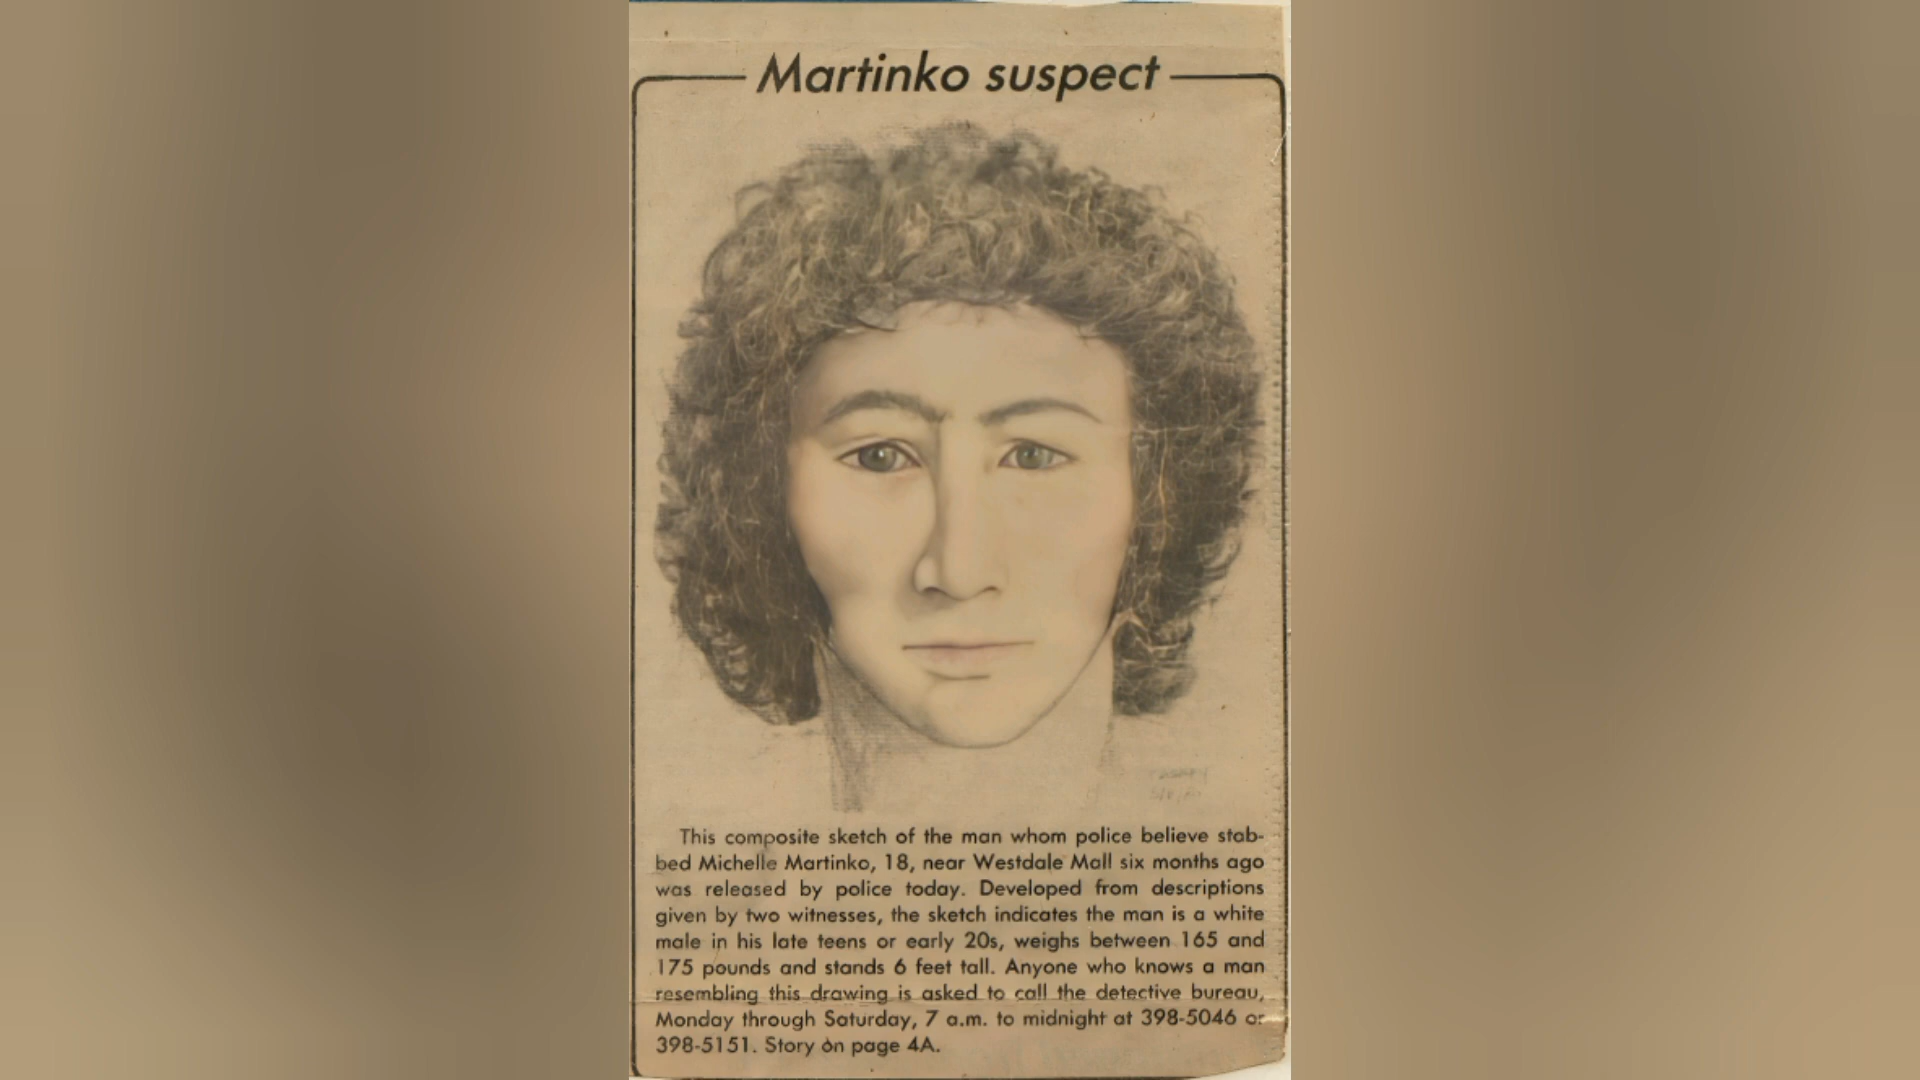 Martinko suspect
This composite sketch of the man whom police believe stab-
bed Michelle Martinko, 18, near Westdale Mall six months ago
was released by police today. Developed from descriptions
given by two witnesses, the sketch indicates the man is a white
male in his late teens or early 20s, weighs between 165 and
175 pounds and stands 6 feet tall. Anyone who knows a man
resembling this drawing is asked to call the detective bureau,
Monday through Saturday, 7 a.m. to midnight at 398-5046 or
398-5151. Story on page 4A.